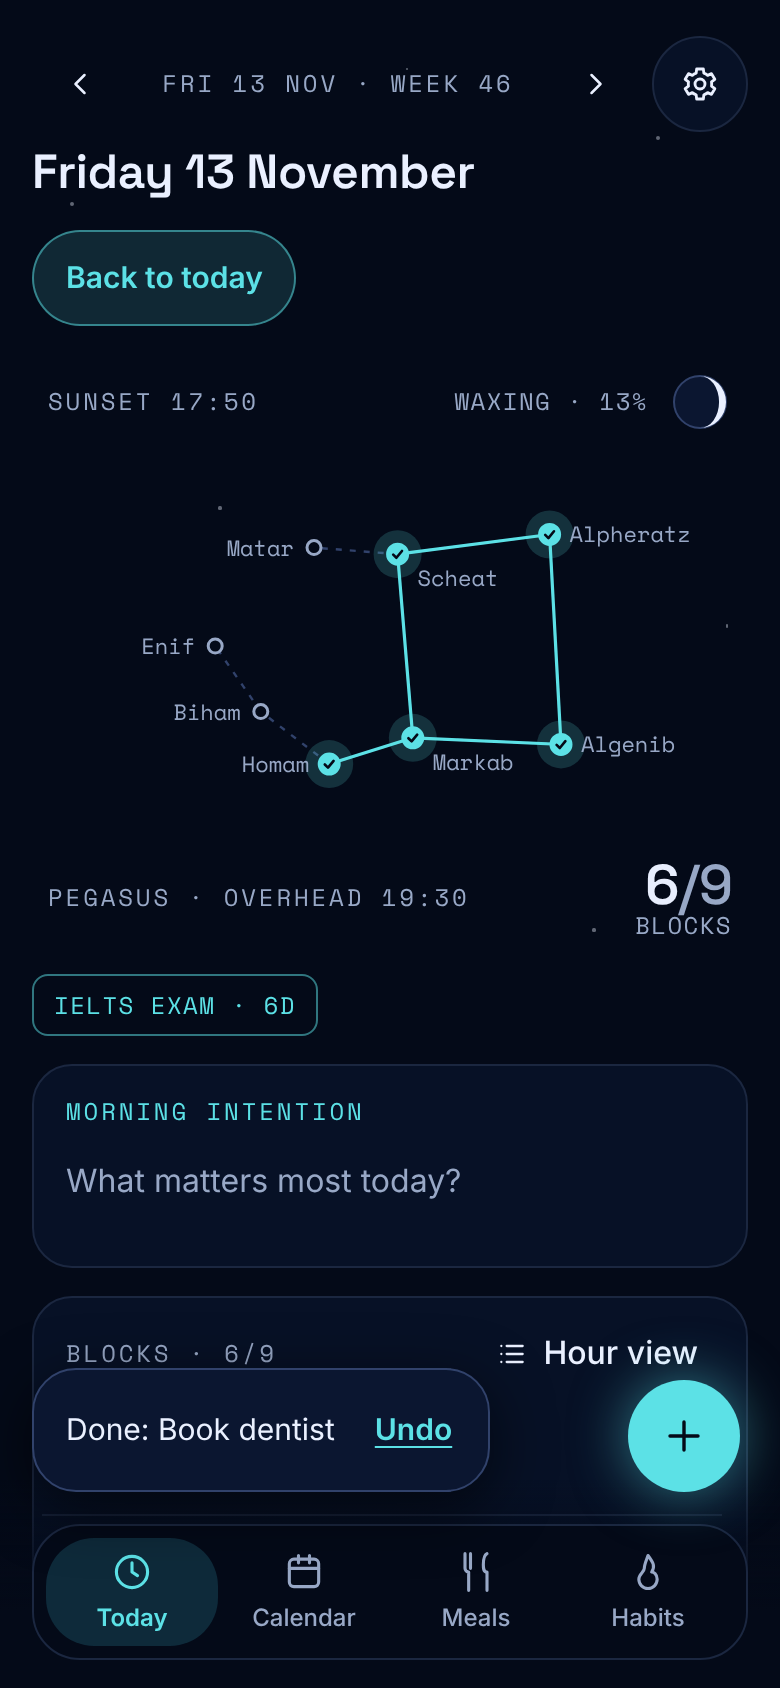 FRI 13 NOV · WEEK 46
Friday 13 November
Back to today
SUNSET 17:50
WAXING · 13%
Matar
Alpheratz
Scheat
Enif
Biham
Homam
Markab
Algenib
PEGASUS · OVERHEAD 19:30
6/9
BLOCKS
IELTS EXAM · 6D
MORNING INTENTION
What matters most today?
BLOCKS · 6/9
Hour view
Done: Book dentist Undo
Today
Calendar
Meals
Habits